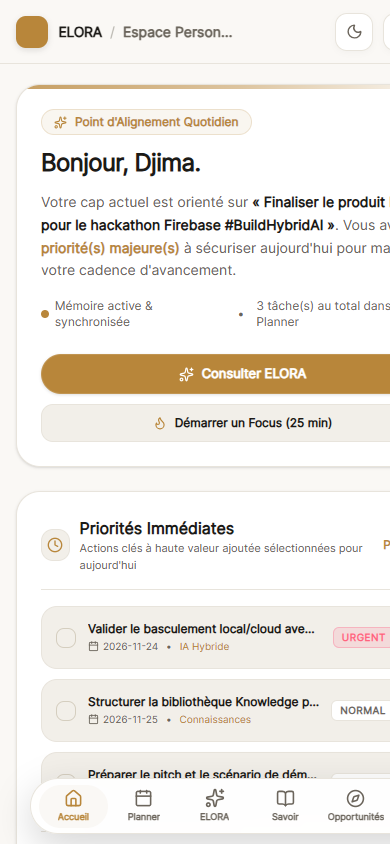 ELORA / Espace Person...
Point d'Alignement Quotidien
Bonjour, Djima.
Votre cap actuel est orienté sur « Finaliser le produit
pour le hackathon Firebase #BuildHybridAI ». Vous
priorité(s) majeure(s) à sécuriser aujourd'hui pour
votre cadence d'avancement.
Mémoire active &
synchronisée
• 3 tâche(s) au total dans
Planner
Consulter ELORA
Démarrer un Focus (25 min)
Priorités Immédiates
Actions clés à haute valeur ajoutée sélectionnées pour
aujourd'hui
Valider le basculement local/cloud ave...
URGENT
2026-11-24 • IA Hybride
Structurer la bibliothèque Knowledge p...
NORMAL
2026-11-25 • Connaissances
Préparer le pitch et le scénario de dém...
Accueil
Planner
ELORA
Savoir
Opportunités